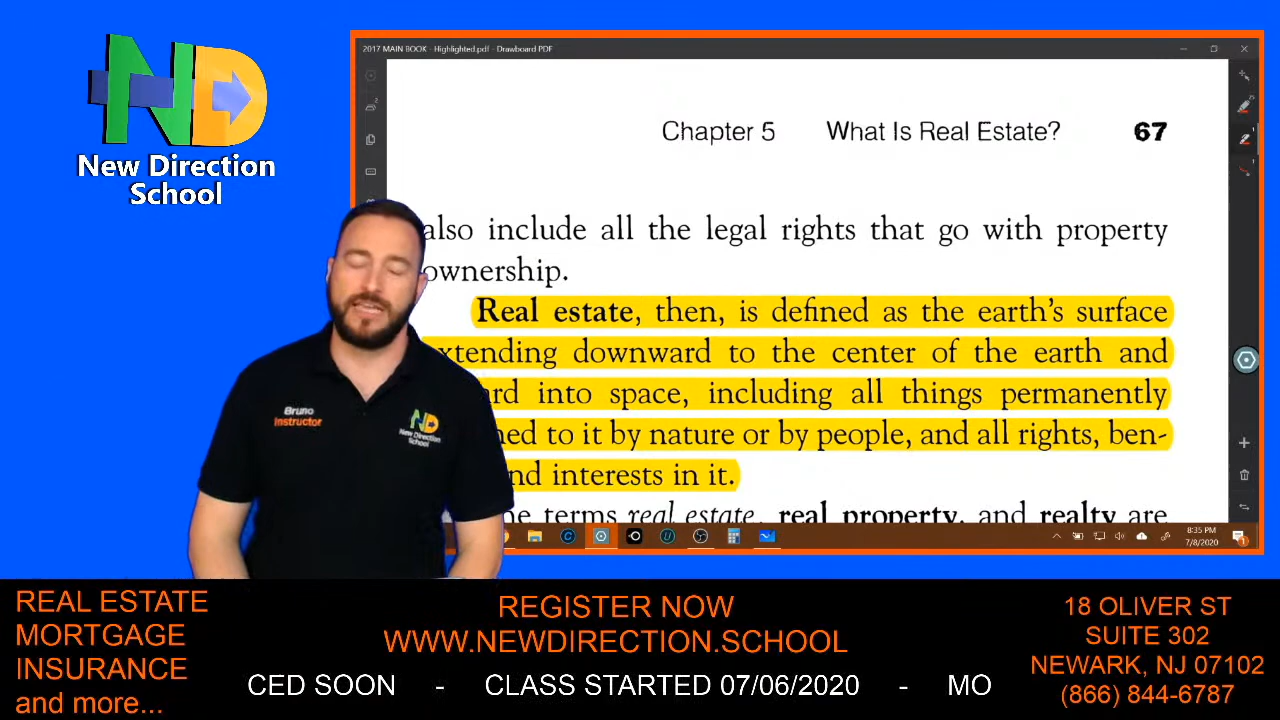 New Direction
School
2017 MAIN BOOK - Highlighted.pdf - Drawboard PDF
Chapter 5 What Is Real Estate? 67
also include all the legal rights that go with property
ownership.
Real estate, then, is defined as the earth's surface
xtending downward to the center of the earth and
ard into space, including all things permanently
ned to it by nature or by people, and all rights, ben-
nd interests in it.
he terms real estate, real property, and realty are
8:35 PM
7/8/2020
Bruno
Instructor
ND
New Direction
School
REAL ESTATE
MORTGAGE
INSURANCE
and more...
REGISTER NOW
WWW.NEWDIRECTION.SCHOOL
CED SOON - CLASS STARTED 07/06/2020 - MO
18 OLIVER ST
SUITE 302
NEWARK, NJ 07102
(866) 844-6787